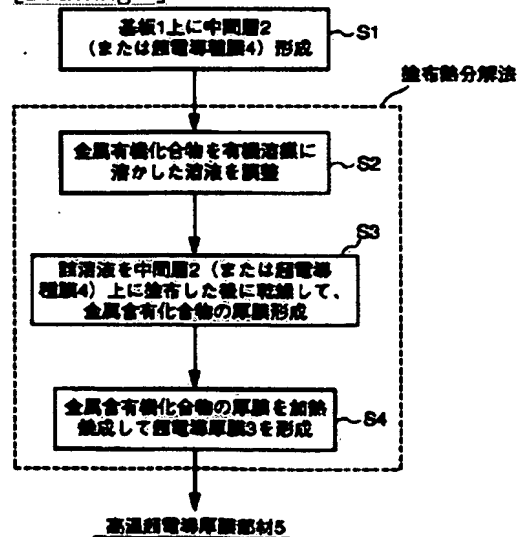 基板1上に中間層2
（または超電導種膜4）形成
S1
塗布熱分解法
金属有機化合物を有機溶媒に
溶かした溶液を調整
S2
S3
該溶液を中間層2（または超電導
種膜4）上に塗布した後に乾燥して、
金属含有化合物の厚膜形成
金属含有機化合物の厚膜を加熱
焼成して超電導厚膜3を形成
S4
高温超電導厚膜部材5